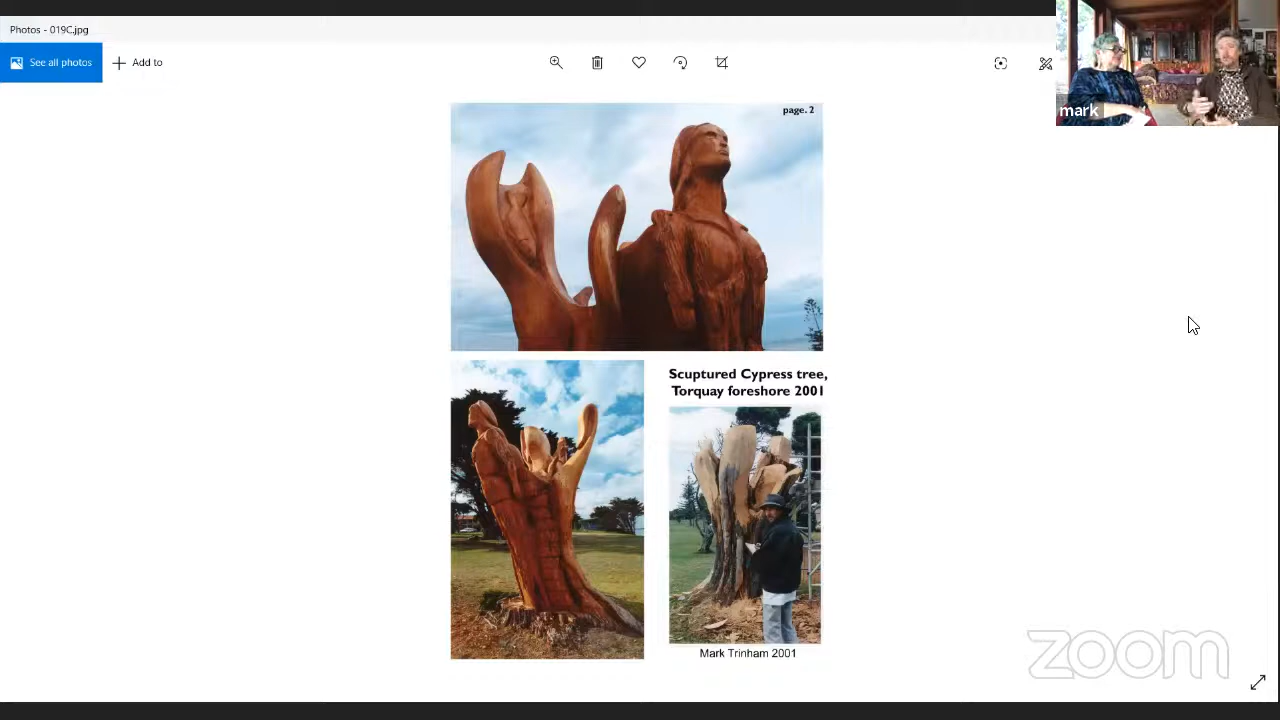 Photos - 019C.jpg
See all photos
Add to
mark
page. 2
Scuptured Cypress tree,
Torquay foreshore 2001
Mark Trinham 2001
zoom